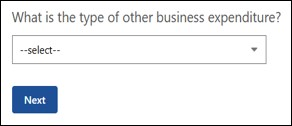 What is the type of other business expenditure?
--select--
Next